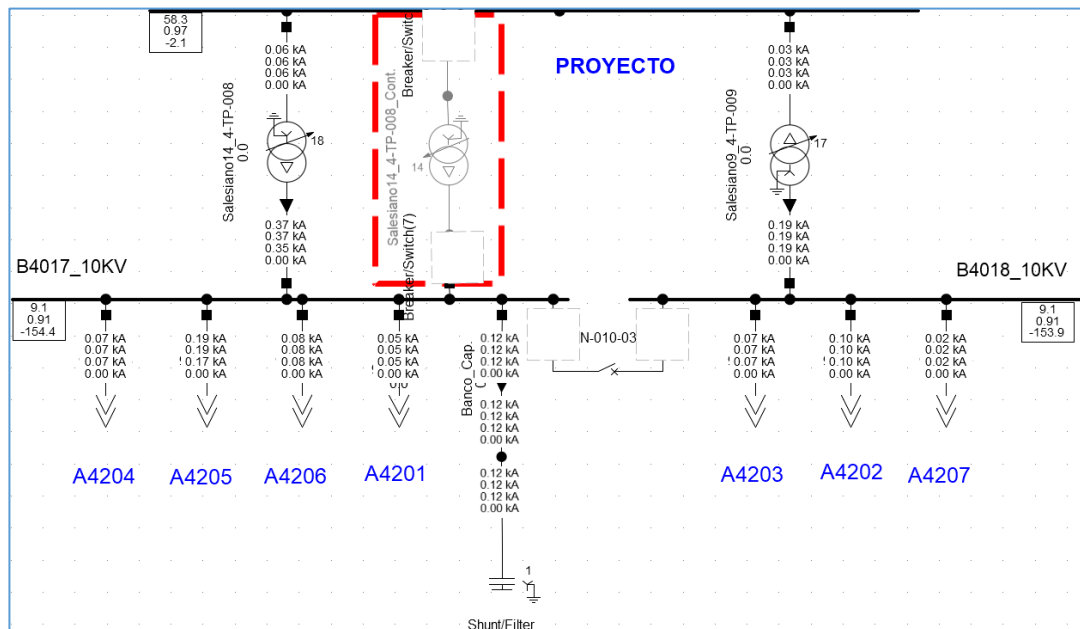 58.3
0.97
-2.1
0.06 kA
0.06 kA
0.06 kA
0.00 kA
Salesiano14_4-TP-008
0.0
18
0.37 kA
0.37 kA
0.35 kA
0.00 kA
Breaker/Switc
Salesiano14_4-TP-008_Cont.
14
Breaker/Switch(7)
PROYECTO
0.03 kA
0.03 kA
0.03 kA
0.00 kA
Salesiano9_4-TP-009
0.0
17
0.19 kA
0.19 kA
0.19 kA
0.00 kA
B4017_10KV
B4018_10KV
9.1
0.91
-154.4
9.1
0.91
-153.9
0.07 kA
0.07 kA
0.07 kA
0.00 kA
0.19 kA
0.19 kA
0.17 kA
0.00 kA
0.08 kA
0.08 kA
0.08 kA
0.00 kA
0.05 kA
0.05 kA
0.05 kA
0.00 kA
0.12 kA
0.12 kA
0.12 kA
0.00 kA
Banco_Cap.
N-010-03
0.07 kA
0.07 kA
0.07 kA
0.00 kA
0.10 kA
0.10 kA
0.10 kA
0.00 kA
0.02 kA
0.02 kA
0.02 kA
0.00 kA
0.12 kA
0.12 kA
0.12 kA
0.00 kA
A4204
A4205
A4206
A4201
A4203
A4202
A4207
0.12 kA
0.12 kA
0.12 kA
0.00 kA
1
Shunt/Filter